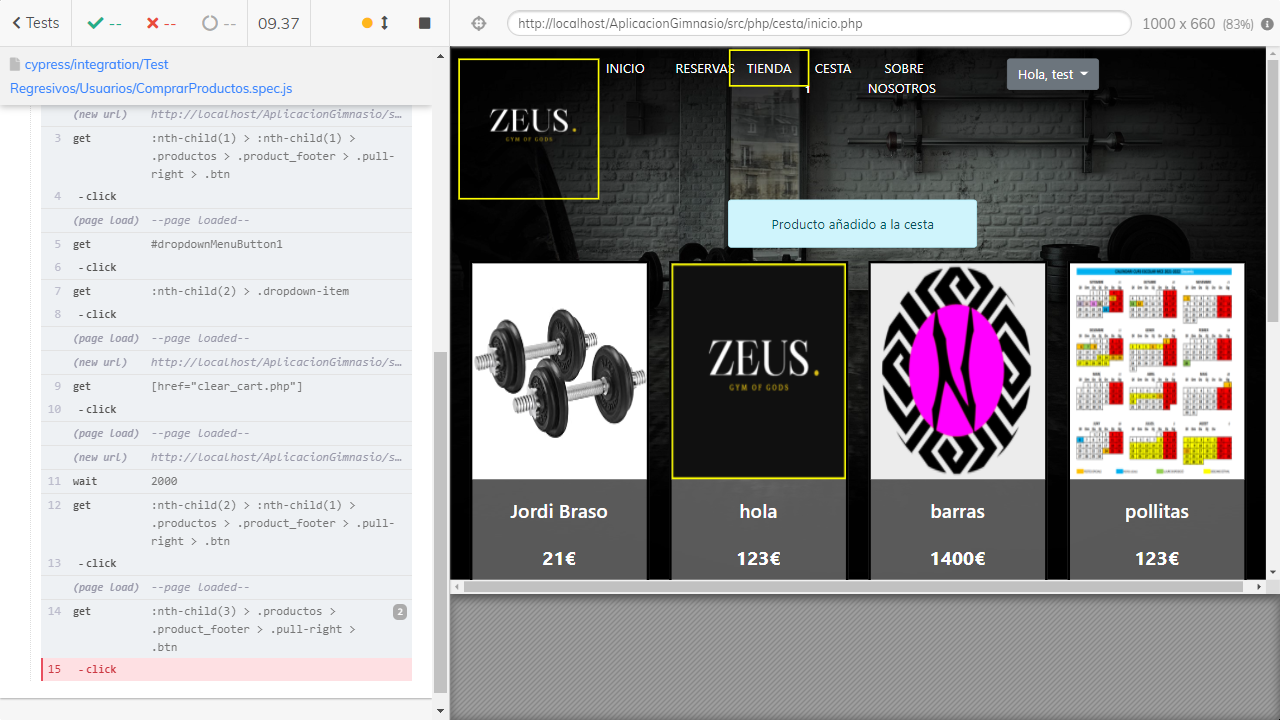 Tests
--
--
--
09.37
http://localhost/AplicacionGimnasio/src/php/cesta/inicio.php
1000 x 660 (83%)
cypress/integration/Test
Regresivos/Usuarios/ComprarProductos.spec.js
(new url) http://localhost/AplicacionGimnasio/s…
3 get :nth-child(1) > :nth-child(1) >
.productos > .product_footer > .pull-
right > .btn
4 -click
(page load) --page loaded--
5 get #dropdownMenuButton1
6 -click
7 get :nth-child(2) > .dropdown-item
8 -click
(page load) --page loaded--
(new url) http://localhost/AplicacionGimnasio/s…
9 get [href="clear_cart.php"]
10 -click
(page load) --page loaded--
(new url) http://localhost/AplicacionGimnasio/s…
11 wait 2000
12 get :nth-child(2) > :nth-child(1) >
.productos > .product_footer > .pull-
right > .btn
13 -click
(page load) --page loaded--
14 get :nth-child(3) > .productos > 2
.product_footer > .pull-right >
.btn
15 -click
ZEUS.
GYM OF GODS
INICIO RESERVAS TIENDA CESTA SOBRE
NOSOTROS
Hola, test
Producto añadido a la cesta
ZEUS.
GYM OF GODS
Jordi Braso hola barras pollitas
21€ 123€ 1400€ 123€